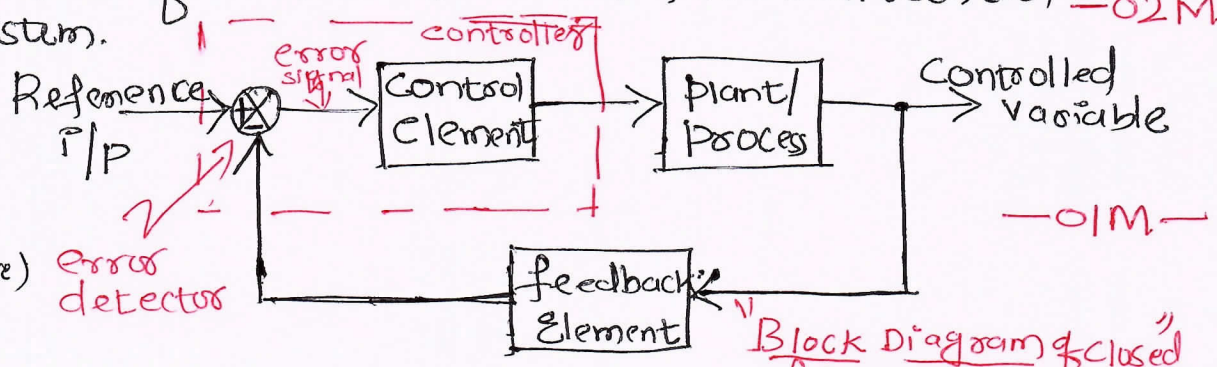 — 02M
stem.
controller
error
signal
Reference
i/p
Control
Element
Plant/
process
Controlled
Variable
— 01M —
error
detector
e)
feedback
Element
"Block Diagram of Closed"